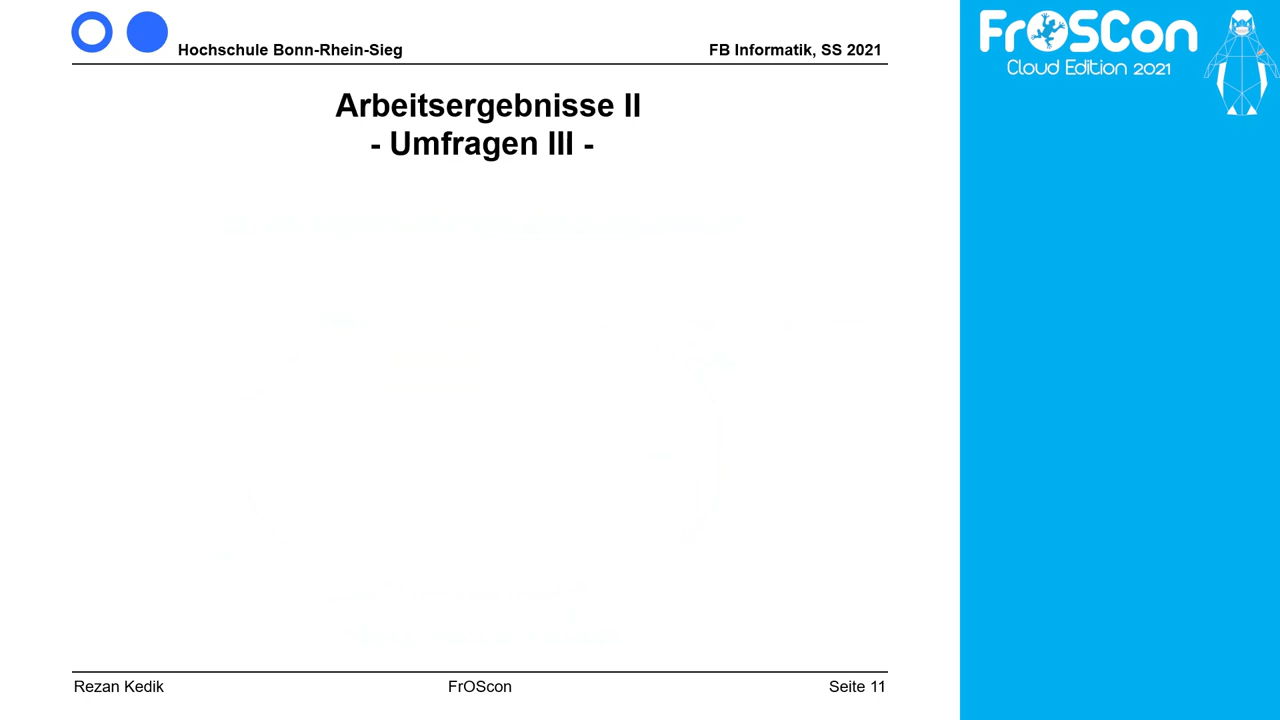 Hochschule Bonn-Rhein-Sieg
FB Informatik, SS 2021
Arbeitsergebnisse II
- Umfragen III -
Rezan Kedik
FrOScon
Seite 11
FrOSCon
Cloud Edition 2021